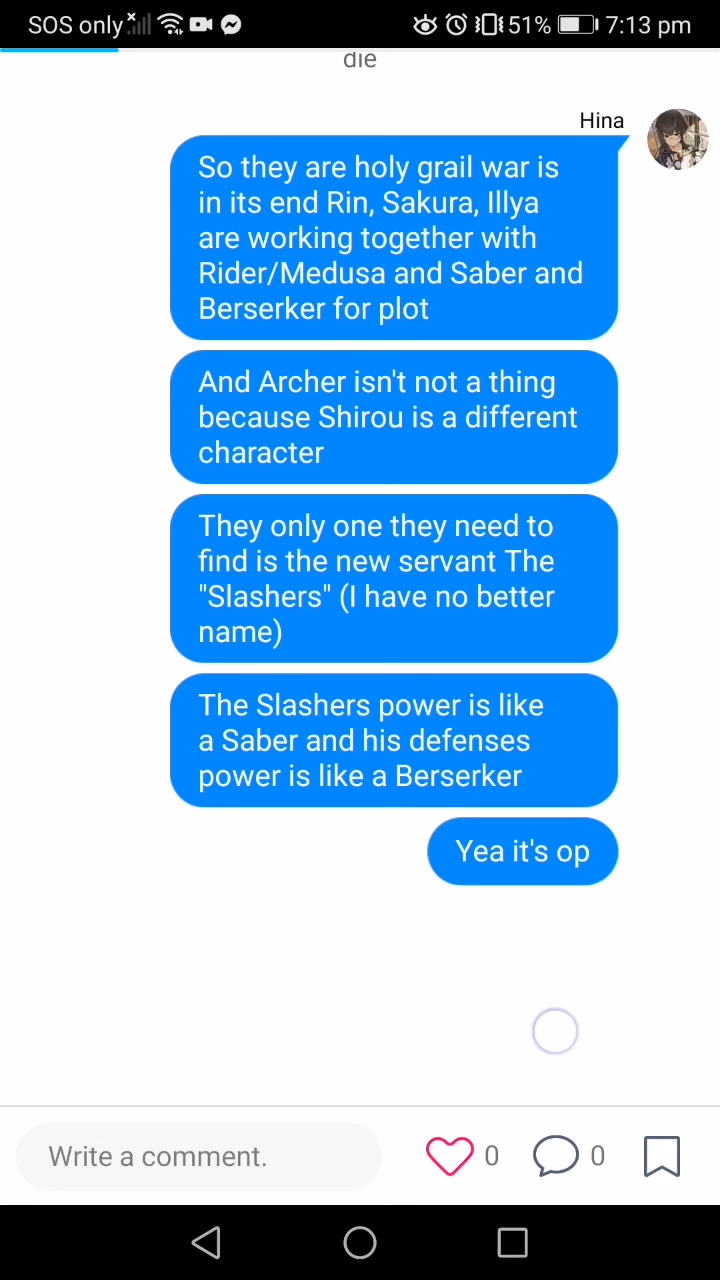 SOS only 51% 7:13 pm
die
Hina
So they are holy grail war is
in its end Rin, Sakura, Illya
are working together with
Rider/Medusa and Saber and
Berserker for plot
And Archer isn't not a thing
because Shirou is a different
character
They only one they need to
find is the new servant The
"Slashers" (I have no better
name)
The Slashers power is like
a Saber and his defenses
power is like a Berserker
Yea it's op
Write a comment. 0 0